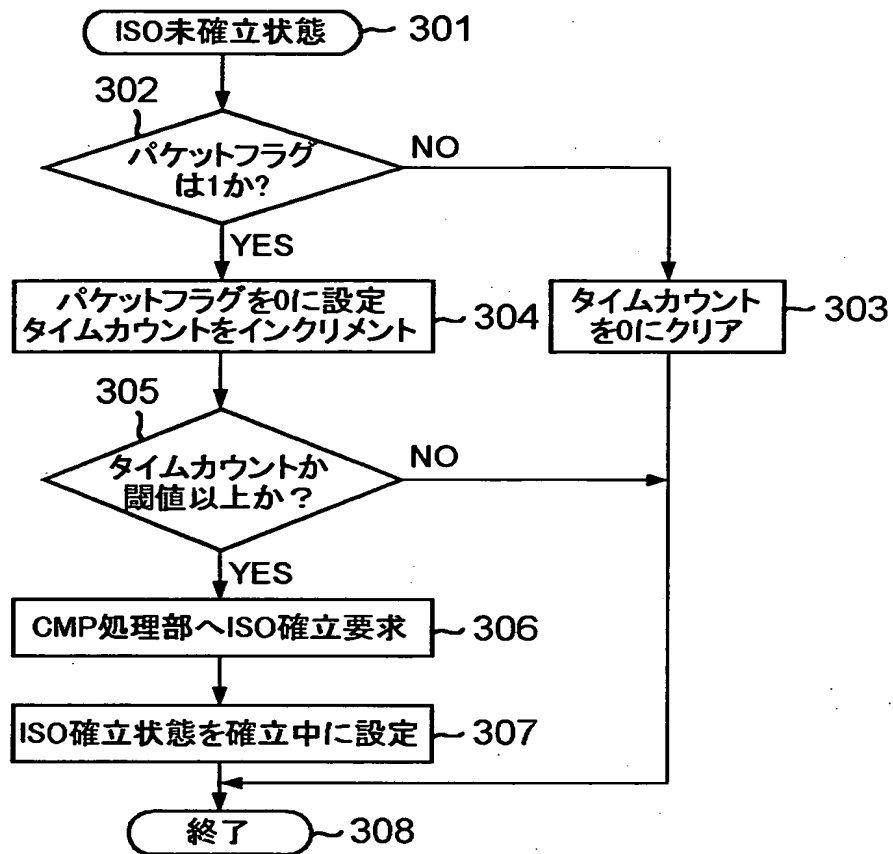 ISO未確立状態
301
302
パケットフラグ
は1か?
NO
YES
パケットフラグを0に設定
タイムカウントをインクリメント
304
タイムカウント
を0にクリア
303
305
タイムカウントか
閾値以上か？
NO
YES
CMP処理部へISO確立要求
306
ISO確立状態を確立中に設定
307
終了
308